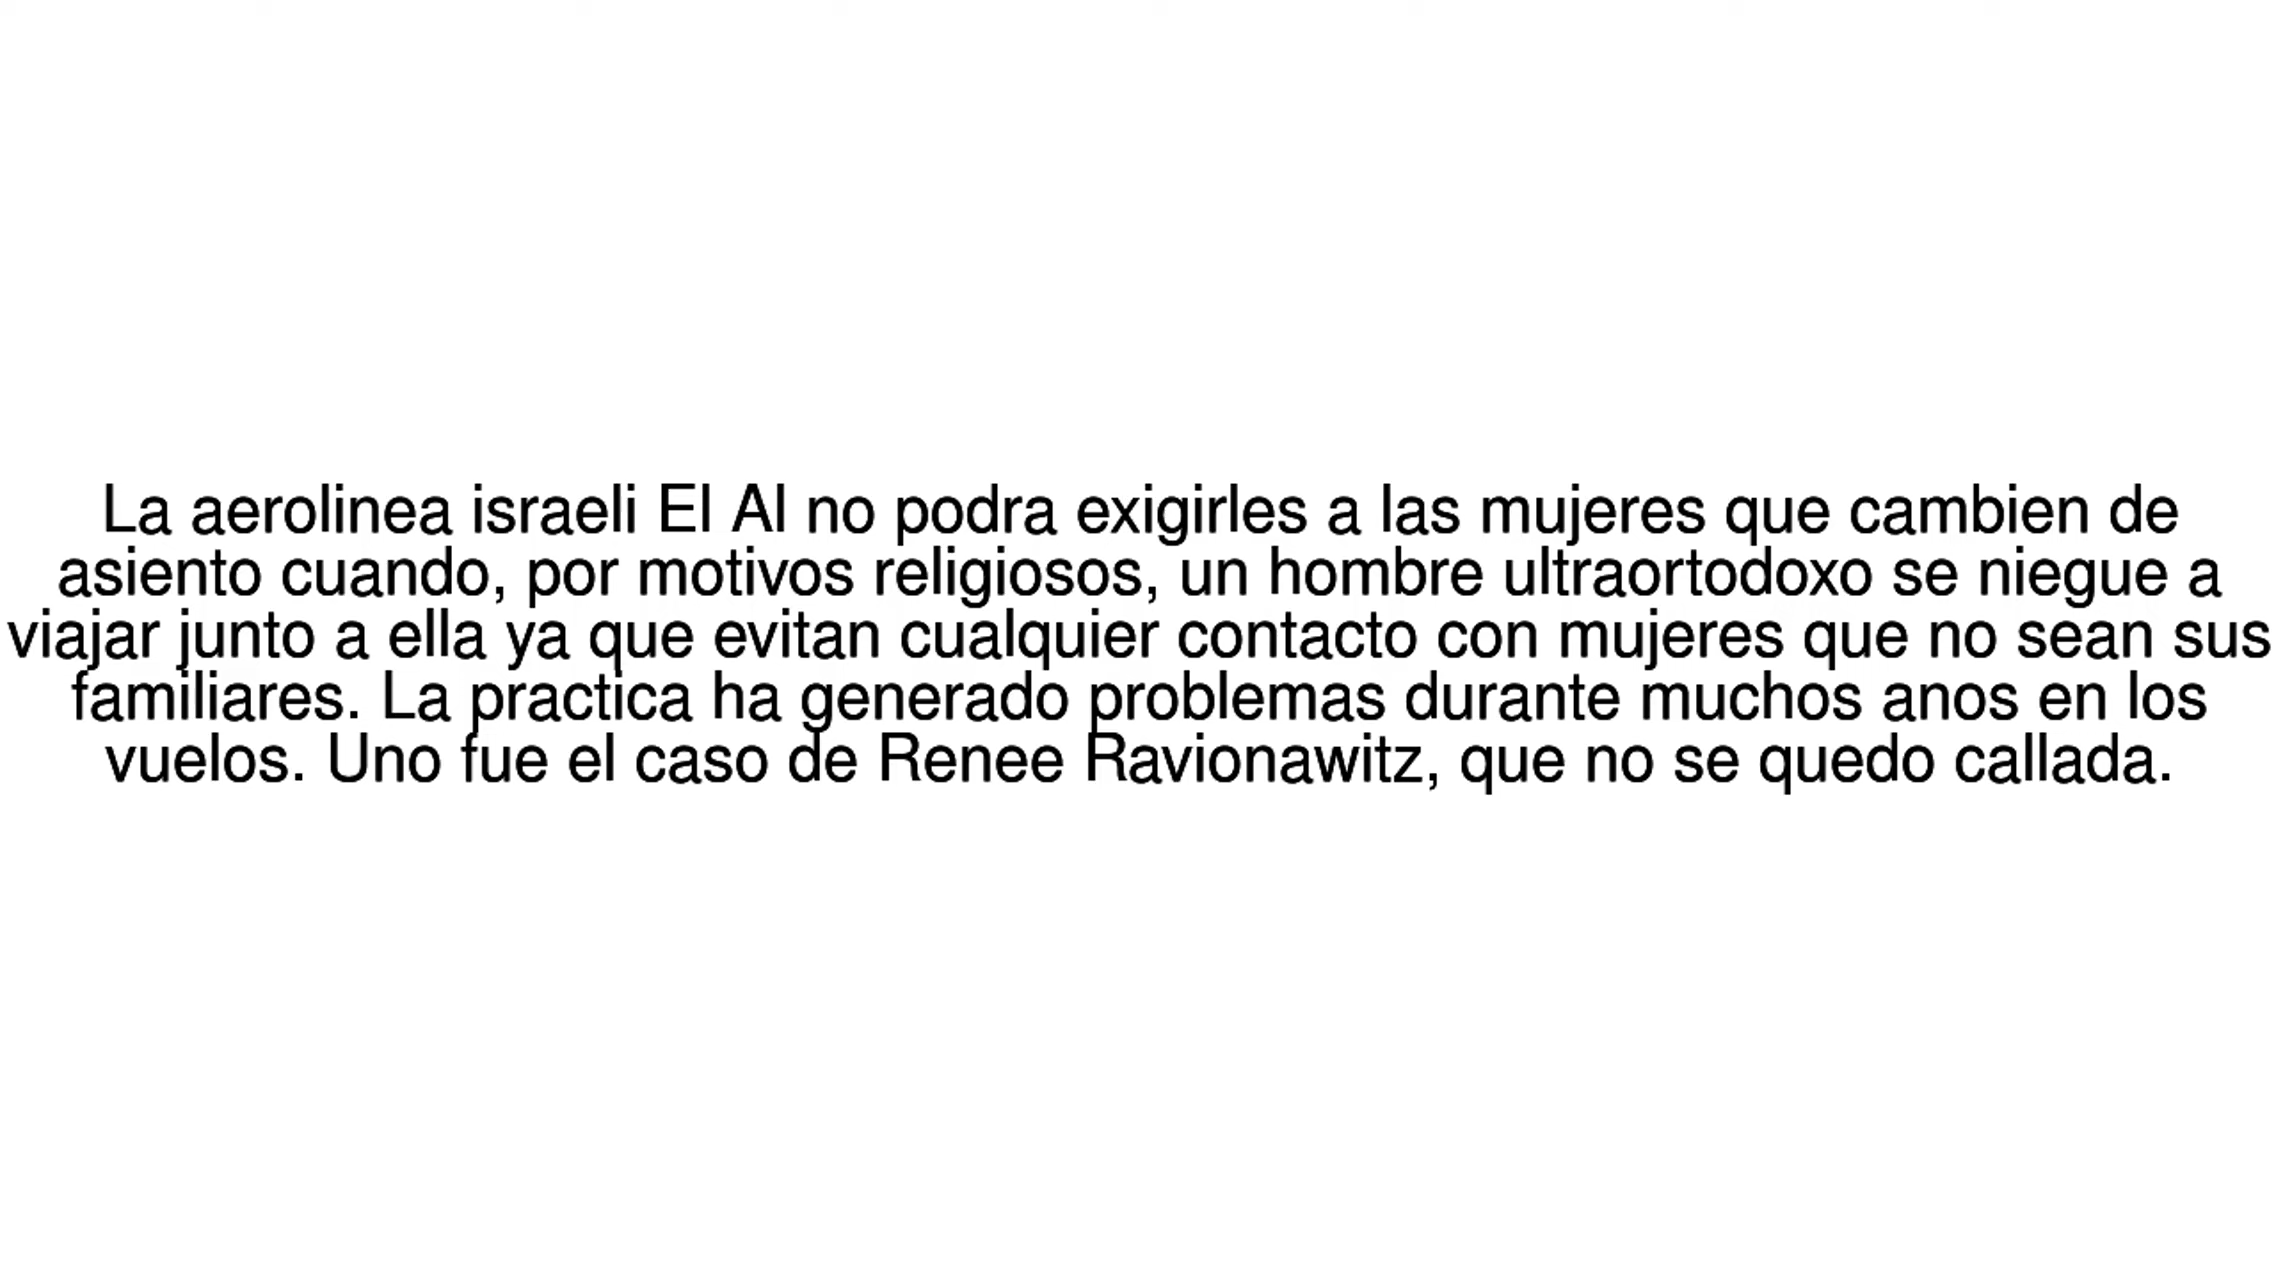 La aerolinea israeli El Al no podra exigirles a las mujeres que cambien de
asiento cuando, por motivos religiosos, un hombre ultraortodoxo se niegue a
viajar junto a ella ya que evitan cualquier contacto con mujeres que no sean sus
familiares. La practica ha generado problemas durante muchos anos en los
vuelos. Uno fue el caso de Renee Ravionawitz, que no se quedo callada.